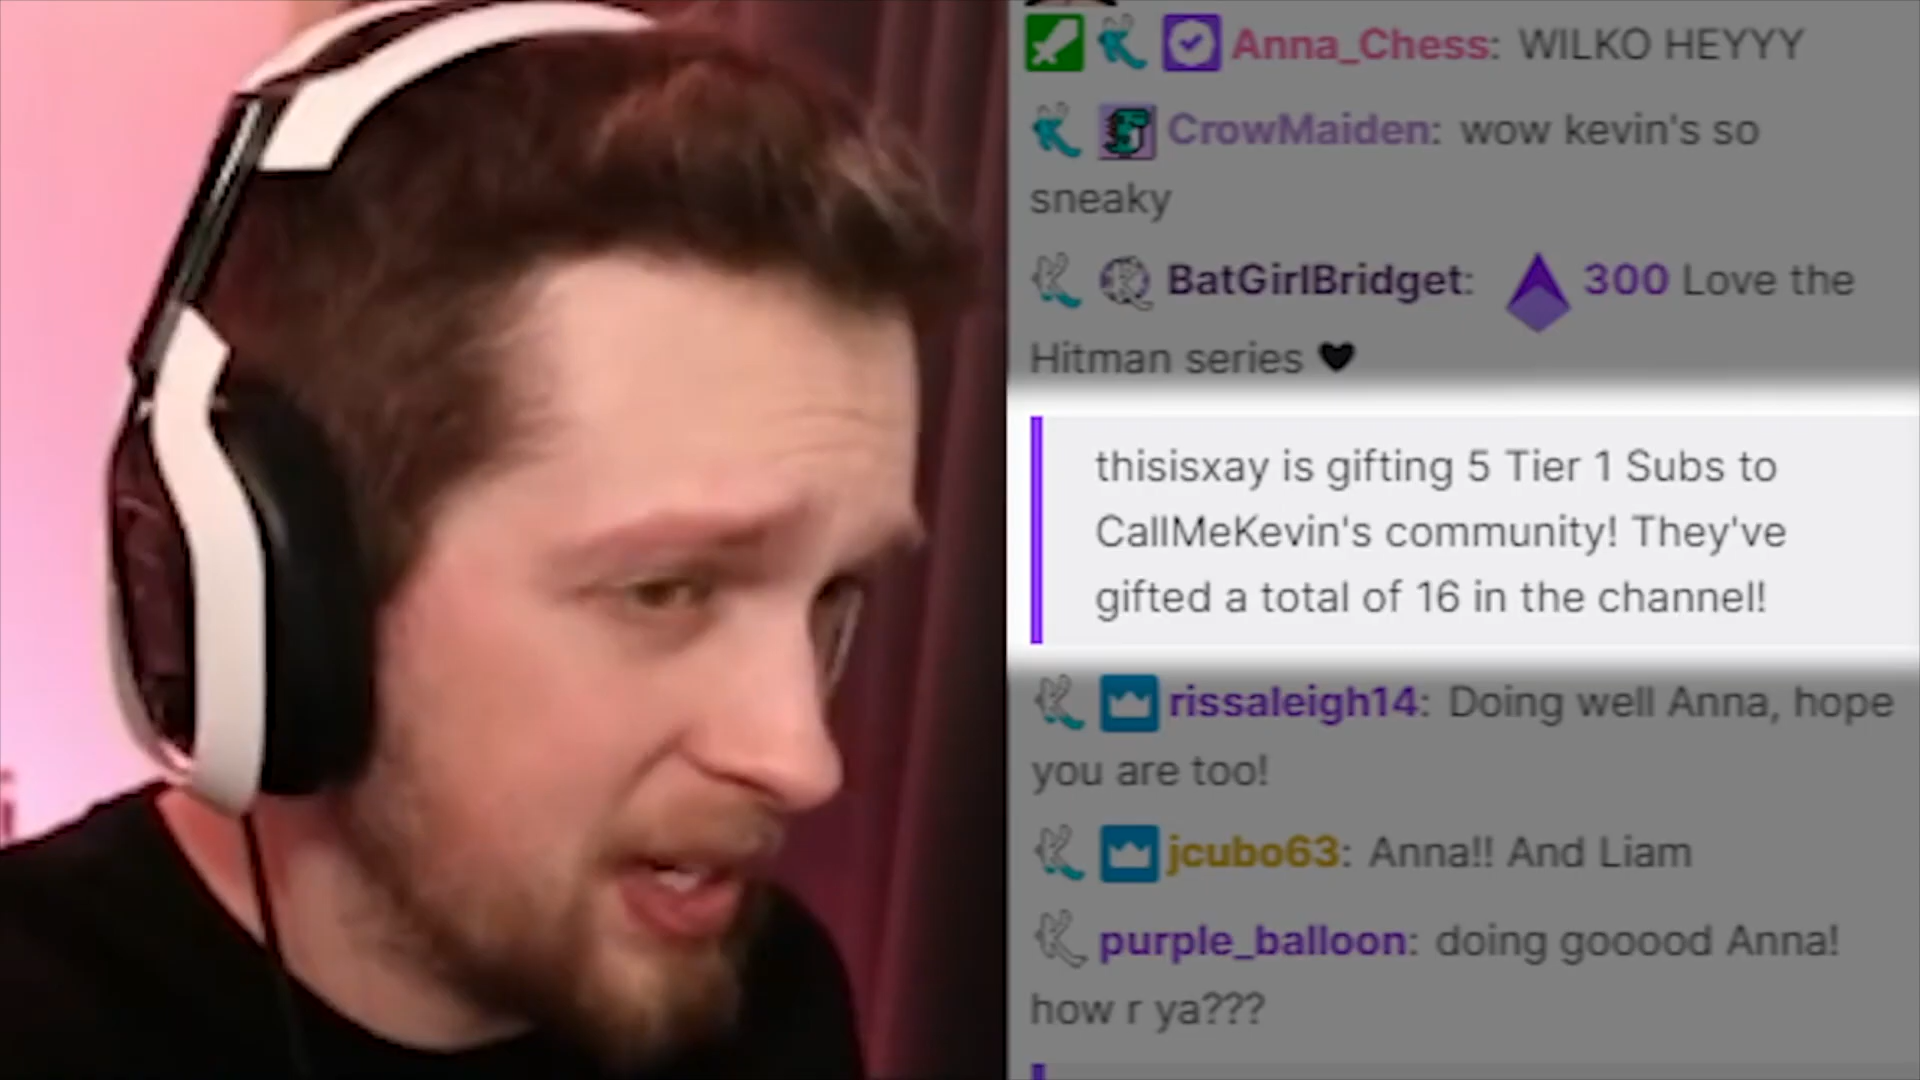 Anna_Chess: WILKO HEYYY
CrowMaiden: wow kevin's so
sneaky
BatGirlBridget: 300 Love the
Hitman series 🖤
thisisxay is gifting 5 Tier 1 Subs to
CallMeKevin's community! They've
gifted a total of 16 in the channel!
rissaleigh14: Doing well Anna, hope
you are too!
jcubo63: Anna!! And Liam
purple_balloon: doing gooood Anna!
how r ya???